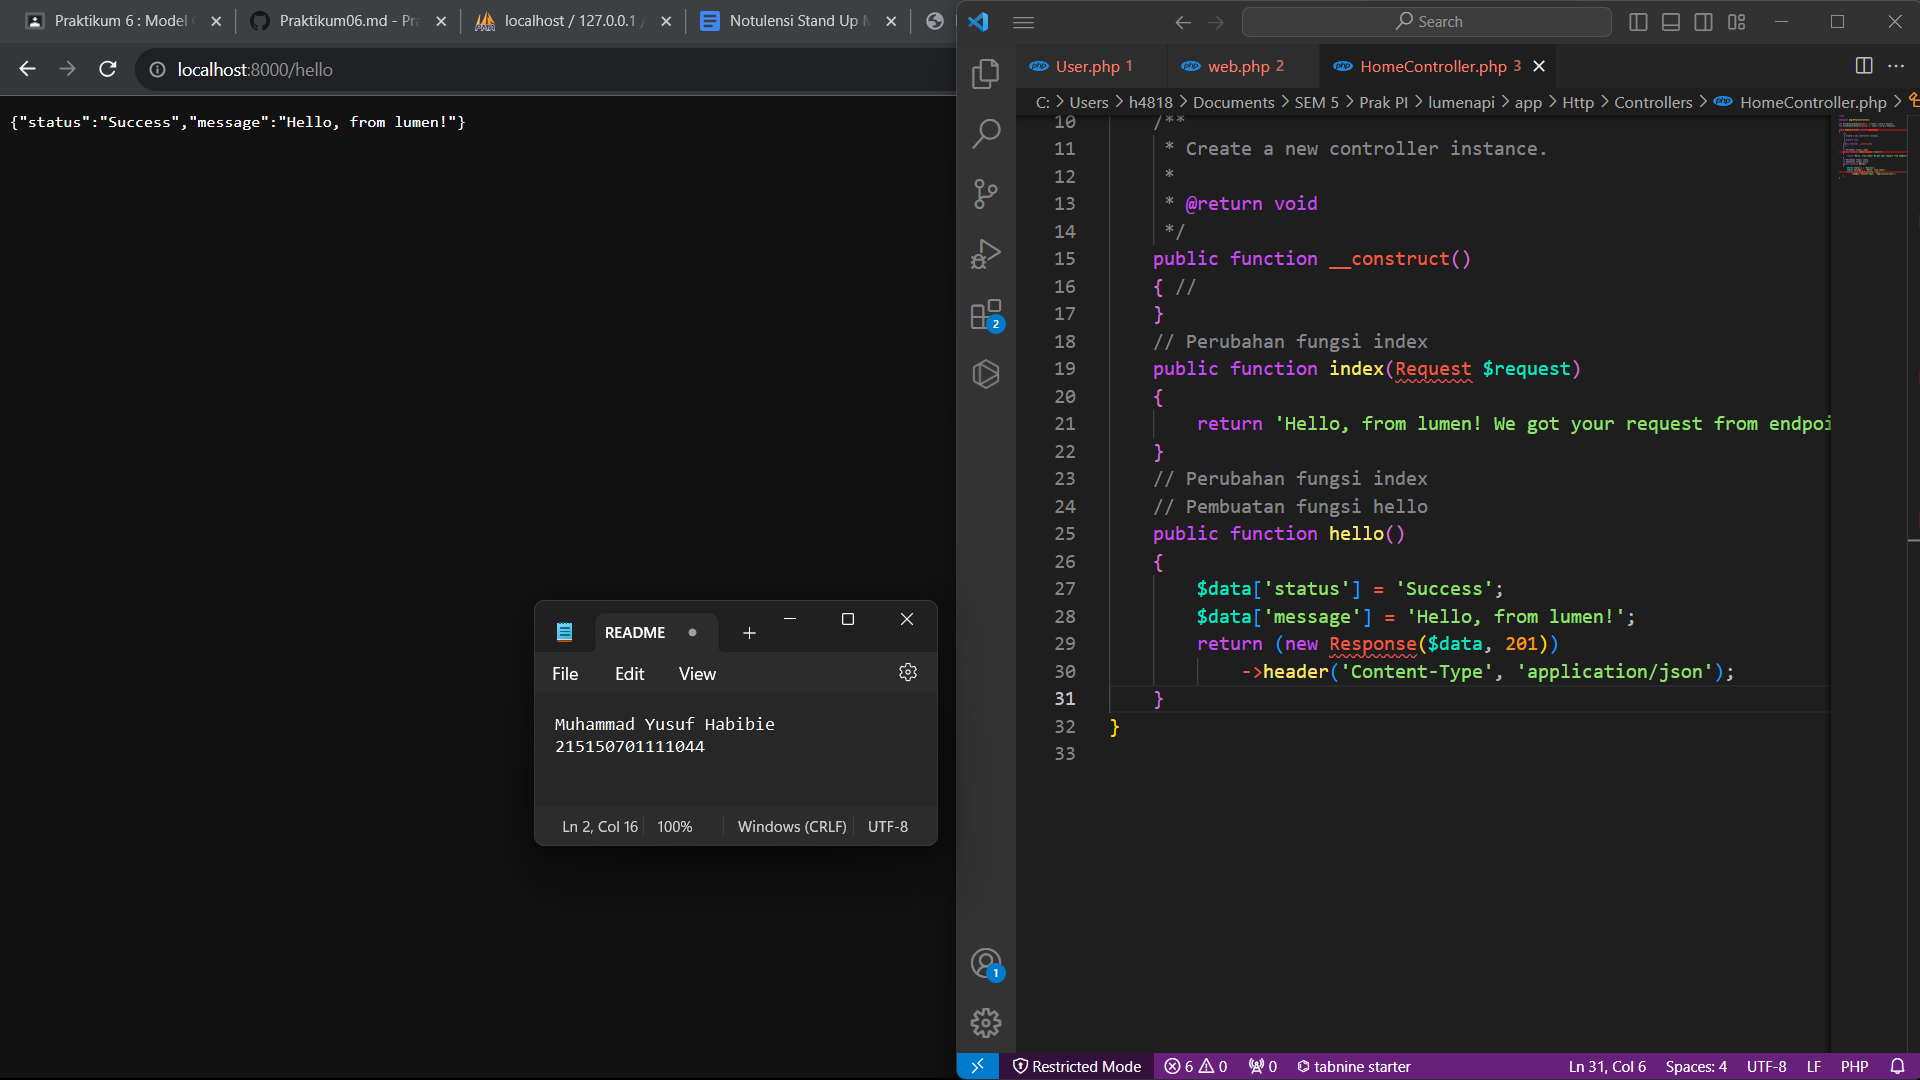 Praktikum 6 : Model
Praktikum06.md - Pra
localhost / 127.0.0.1 /
Notulensi Stand Up M
localhost:8000/hello
{"status":"Success","message":"Hello, from lumen!"}
README
File Edit View
Muhammad Yusuf Habibie
215150701111044
Ln 2, Col 16 100% Windows (CRLF) UTF-8
Search
User.php 1 web.php 2 HomeController.php 3
C: > Users > h4818 > Documents > SEM 5 > Prak PI > lumenapi > app > Http > Controllers > HomeController.php >
10 /**
11 * Create a new controller instance.
12 *
13 * @return void
14 */
15 public function __construct()
16 { //
17 }
18 // Perubahan fungsi index
19 public function index(Request $request)
20 {
21 return 'Hello, from lumen! We got your request from endpoi
22 }
23 // Perubahan fungsi index
24 // Pembuatan fungsi hello
25 public function hello()
26 {
27 $data['status'] = 'Success';
28 $data['message'] = 'Hello, from lumen!';
29 return (new Response($data, 201))
30 ->header('Content-Type', 'application/json');
31 }
32 }
33
2
1
Restricted Mode 6 0 0 tabnine starter Ln 31, Col 6 Spaces: 4 UTF-8 LF PHP